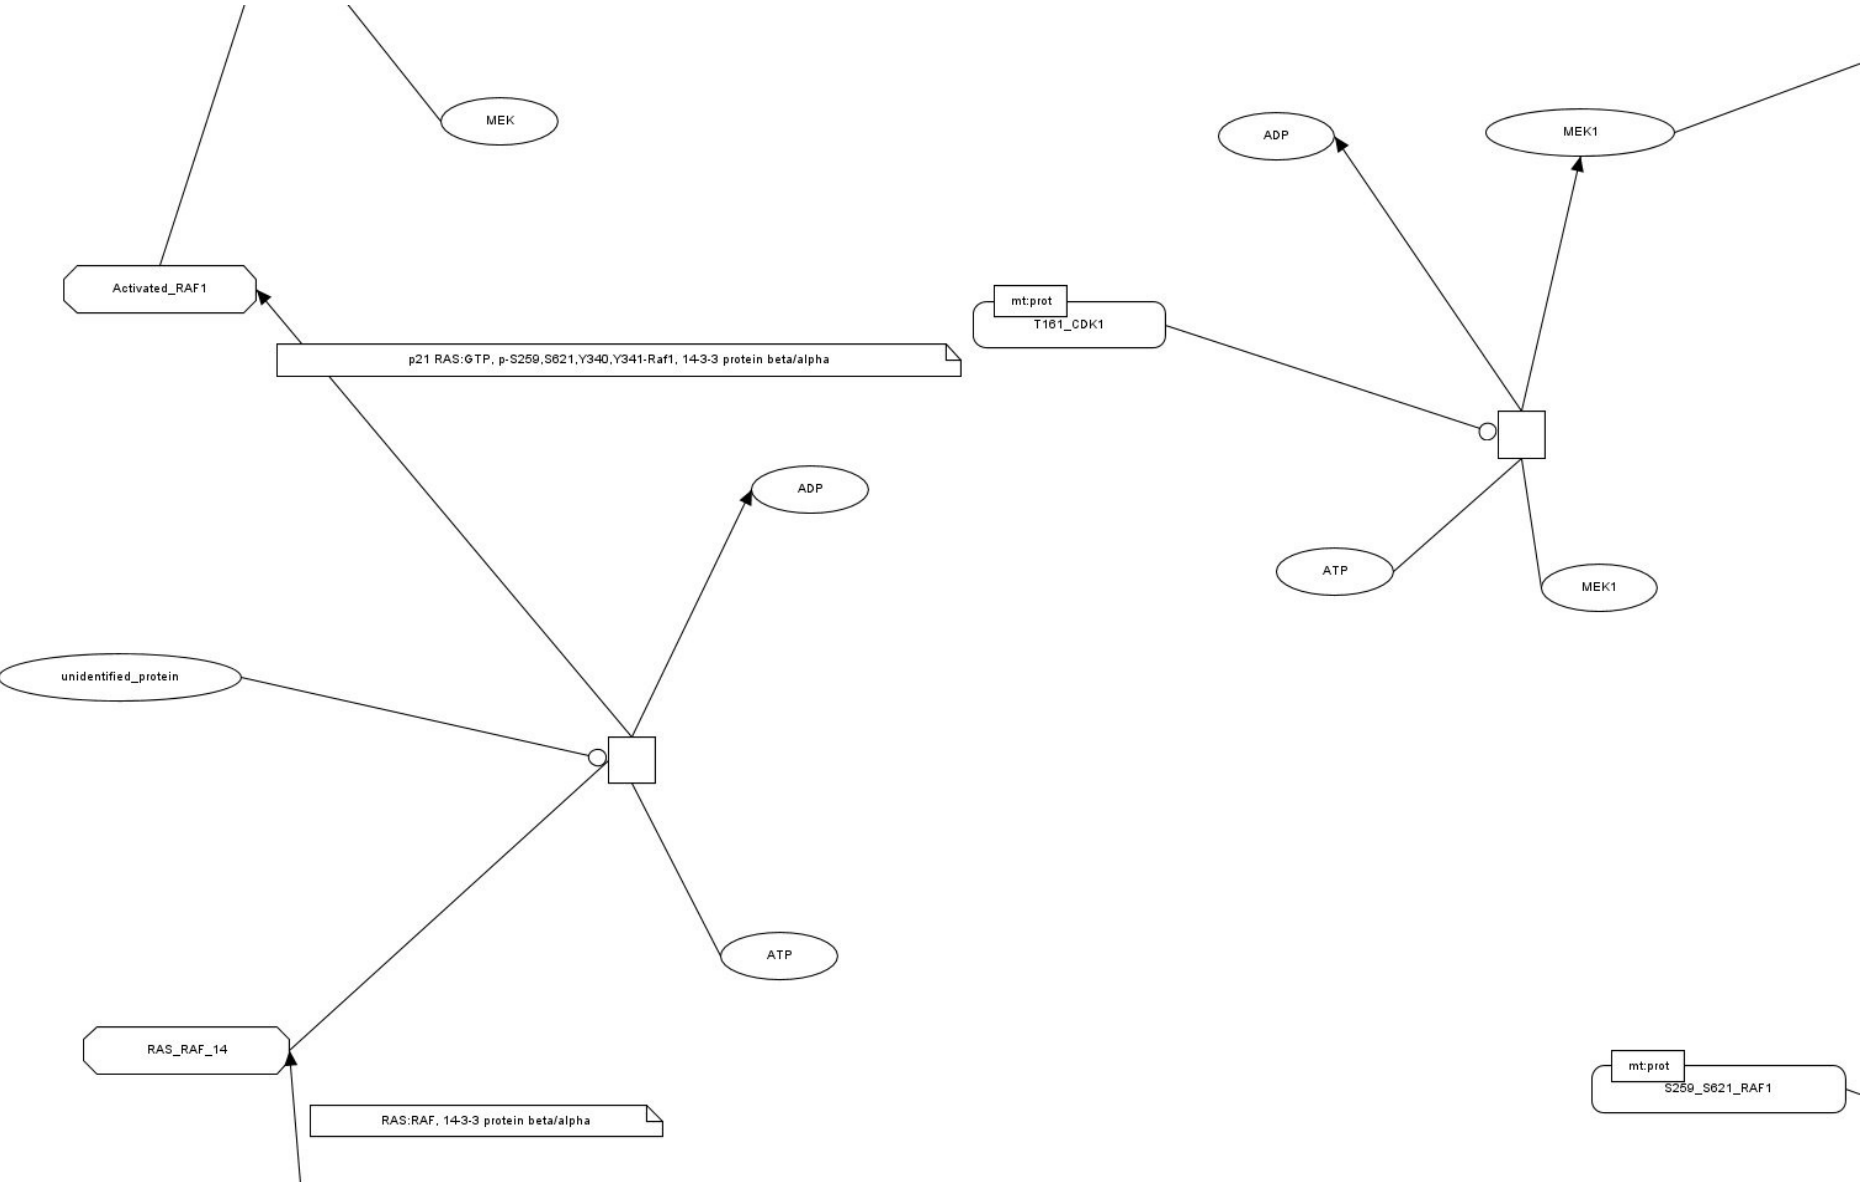 MEK
ADP
MEK1
Activated_RAF1
mt:prot
T161_CDK1
p21 RAS:GTP, p-S259,S621,Y340,Y341-Raf1, 14-3-3 protein beta/alpha
ADP
ATP
MEK1
unidentified_protein
ATP
RAS_RAF_14
mt:prot
S259_S621_RAF1
RAS:RAF, 14-3-3 protein beta/alpha